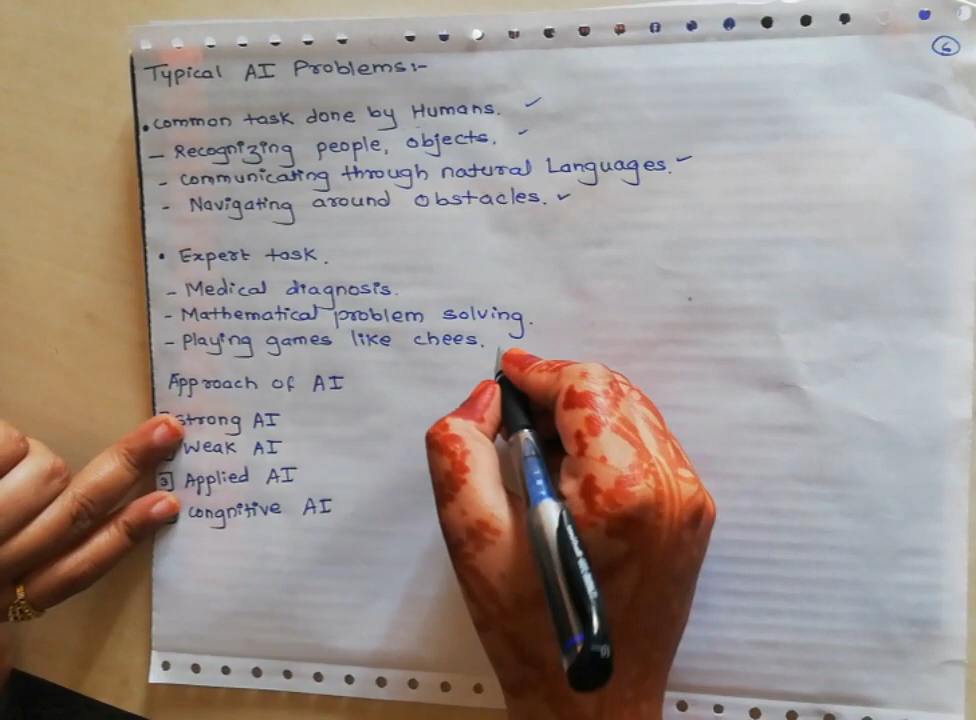 6
Typical AI Problems:-
• common task done by Humans. ✓
- Recognizing people, objects. ✓
- communicating through natural Languages. ✓
- Navigating around obstacles. ✓
• Expert task.
- Medical diagnosis.
- Mathematical problem solving.
- playing games like chees.
Approach of AI
strong AI
weak AI
3] Applied AI
congnitive AI